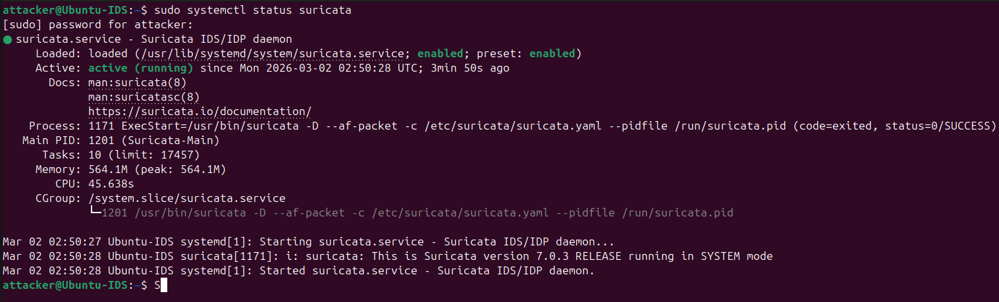 attacker@Ubuntu-IDS:~$ sudo systemctl status suricata
[sudo] password for attacker:
● suricata.service - Suricata IDS/IDP daemon
     Loaded: loaded (/usr/lib/systemd/system/suricata.service; enabled; preset: enabled)
     Active: active (running) since Mon 2026-03-02 02:50:28 UTC; 3min 50s ago
       Docs: man:suricata(8)
             man:suricatasc(8)
             https://suricata.io/documentation/
    Process: 1171 ExecStart=/usr/bin/suricata -D --af-packet -c /etc/suricata/suricata.yaml --pidfile /run/suricata.pid (code=exited, status=0/SUCCESS)
   Main PID: 1201 (Suricata-Main)
      Tasks: 10 (limit: 17457)
     Memory: 564.1M (peak: 564.1M)
        CPU: 45.638s
     CGroup: /system.slice/suricata.service
             └─1201 /usr/bin/suricata -D --af-packet -c /etc/suricata/suricata.yaml --pidfile /run/suricata.pid

Mar 02 02:50:27 Ubuntu-IDS systemd[1]: Starting suricata.service - Suricata IDS/IDP daemon...
Mar 02 02:50:28 Ubuntu-IDS suricata[1171]: i: suricata: This is Suricata version 7.0.3 RELEASE running in SYSTEM mode
Mar 02 02:50:28 Ubuntu-IDS systemd[1]: Started suricata.service - Suricata IDS/IDP daemon.
attacker@Ubuntu-IDS:~$ S